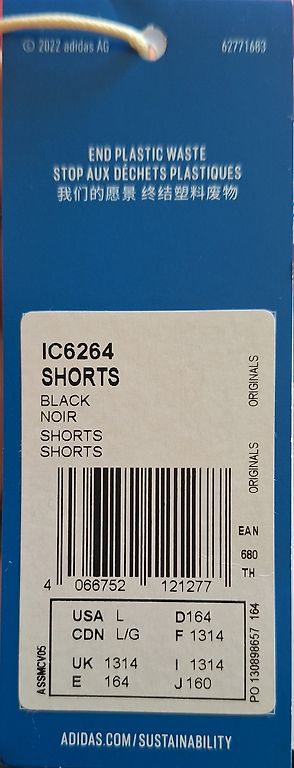 © 2022 adidas AG 62771683
END PLASTIC WASTE
STOP AUX DÉCHETS PLASTIQUES
我们的愿景 终结塑料废物
IC6264
SHORTS
BLACK
NOIR
SHORTS
SHORTS
ORIGINALS
ORIGINALS
EAN
680
TH
4 066752 121277
USA L D164
CDN L/G F 1314
UK 1314 I 1314
E 164 J 160
ASSMCV05
PO 130898657 164
ADIDAS.COM/SUSTAINABILITY